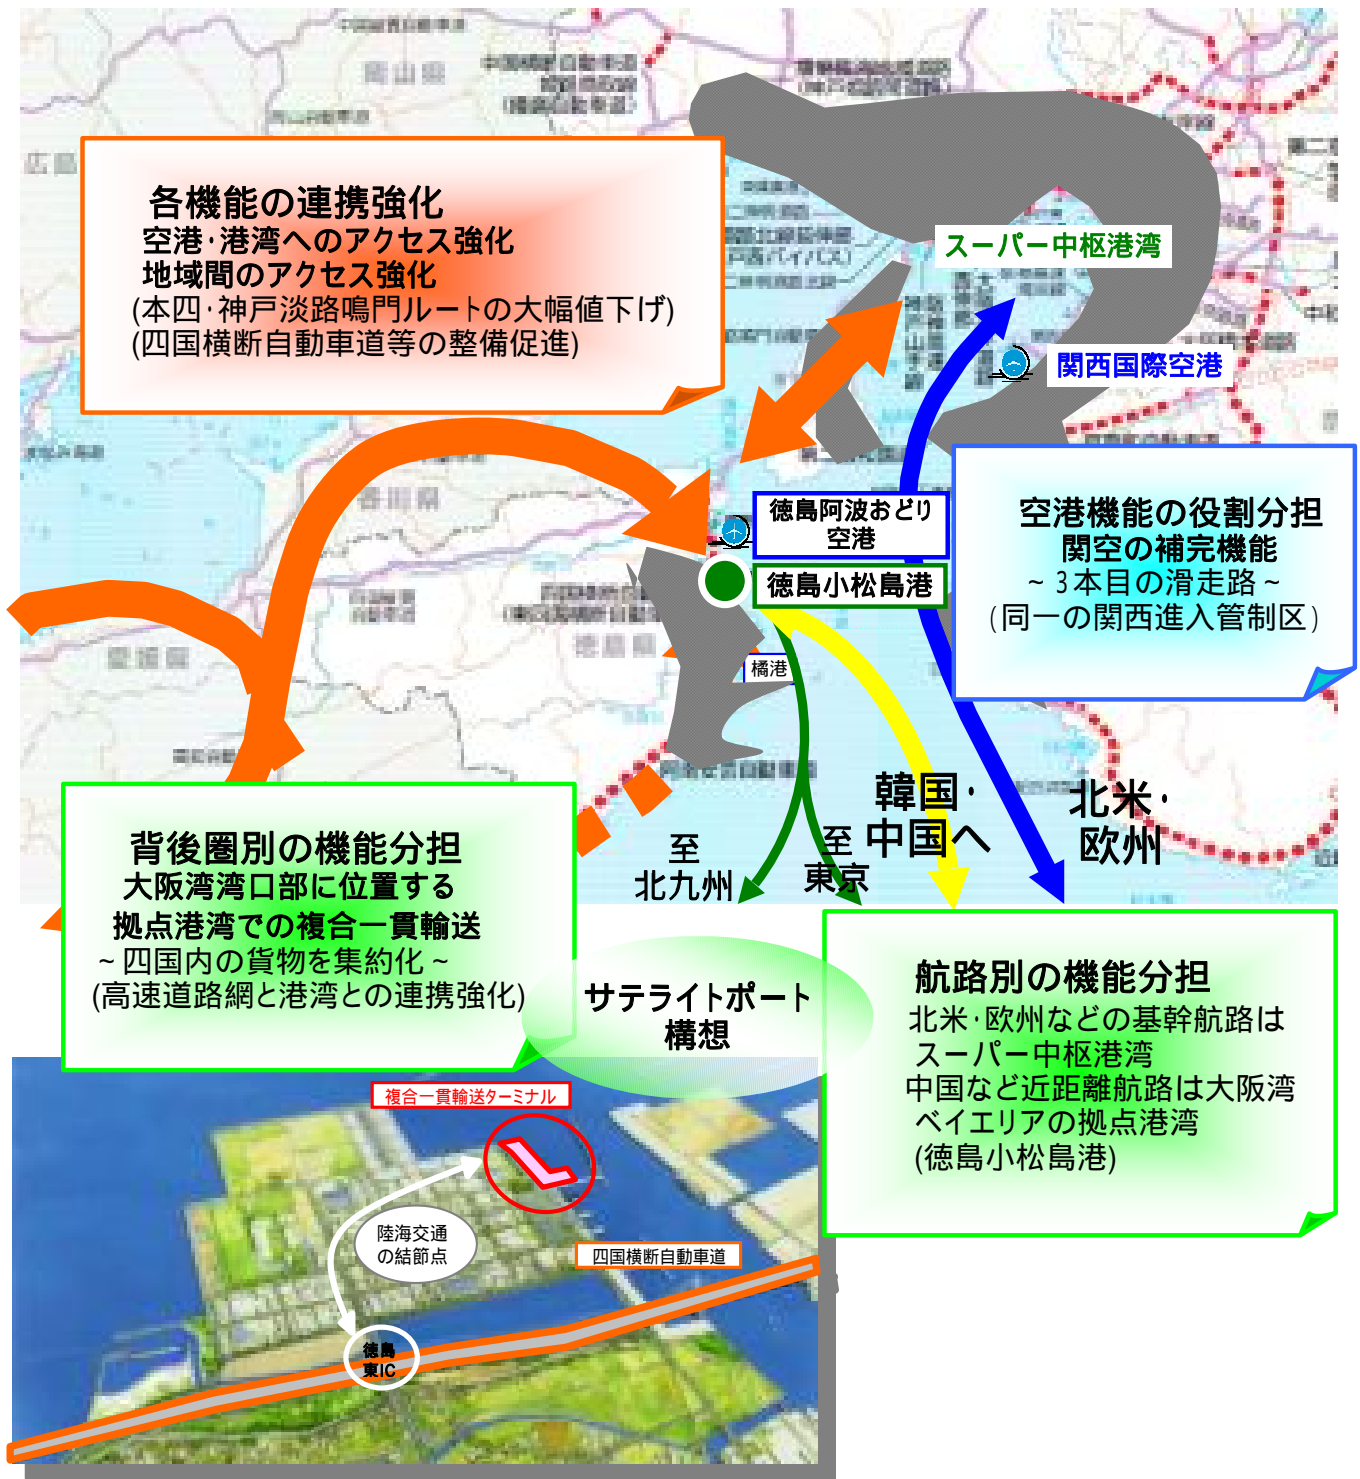 岡山県
広島
各機能の連携強化
空港・港湾へのアクセス強化
地域間のアクセス強化
(本四・神戸淡路鳴門ルートの大幅値下げ)
(四国横断自動車道等の整備促進)
スーパー中枢港湾
関西国際空港
香川県
徳島阿波おどり
空港
徳島小松島港
空港機能の役割分担
関空の補完機能
~3本目の滑走路~
(同一の関西進入管制区)
愛媛県
徳島県
橘港
韓国・
中国へ
北米・
欧州
至
北九州
至
東京
背後圏別の機能分担
大阪湾湾口部に位置する
拠点港湾での複合一貫輸送
~四国内の貨物を集約化~
(高速道路網と港湾との連携強化)
サテライトポート
構想
航路別の機能分担
北米・欧州などの基幹航路は
スーパー中枢港湾
中国など近距離航路は大阪湾
ベイエリアの拠点港湾
(徳島小松島港)
複合一貫輸送ターミナル
陸海交通
の結節点
四国横断自動車道
徳島
東IC